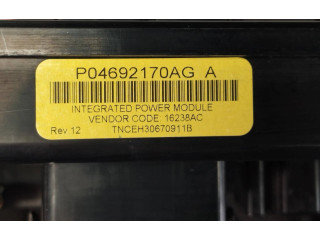 P04692170AG A
INTEGRATED POWER MODULE
VENDOR CODE: 16238AC
Rev 12 TNCEH30670911B